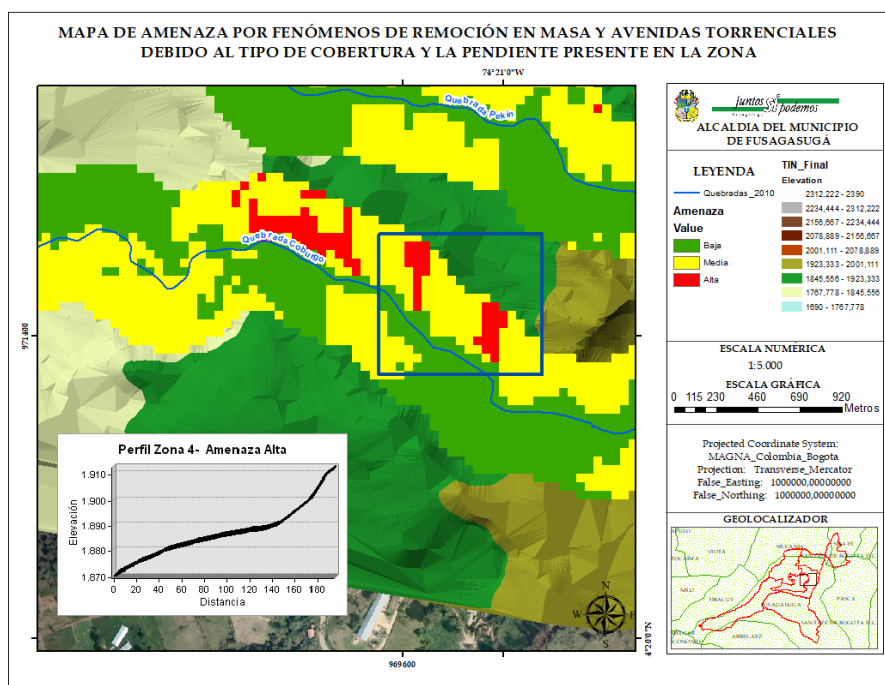 MAPA DE AMENAZA POR FENÓMENOS DE REMOCIÓN EN MASA Y AVENIDAS TORRENCIALES
DEBIDO AL TIPO DE COBERTURA Y LA PENDIENTE PRESENTE EN LA ZONA
74°21'0"W
Quebrada Pekin
Quebrada Coburgo
971400
969600
4°20'0"N
Perfil Zona 4- Amenaza Alta
Elevación
1.910
1.900
1.890
1.880
1.870
0 20 40 60 80 100 120 140 160 180
Distancia
N
W
E
S
juntos Sí podemos
ALCALDIA DEL MUNICIPIO
DE FUSAGASUGÁ
LEYENDA
Quebradas_2010
Amenaza
Value
Baja
Media
Alta
TIN_Final
Elevation
2312,222 - 2390
2234,444 - 2312,222
2156,667 - 2234,444
2078,889 - 2156,667
2001,111 - 2078,889
1923,333 - 2001,111
1845,556 - 1923,333
1767,778 - 1845,556
1690 - 1767,778
ESCALA NUMÉRICA
1:5.000
ESCALA GRÁFICA
0 115 230 460 690 920
Metros
Projected Coordinate System:
MAGNA_Colombia_Bogota
Projection: Transverse_Mercator
False_Easting: 1000000,00000000
False_Northing: 1000000,00000000
GEOLOCALIZADOR
VIOTA
NILO
TIBACUY
PASCA
ARBELAEZ